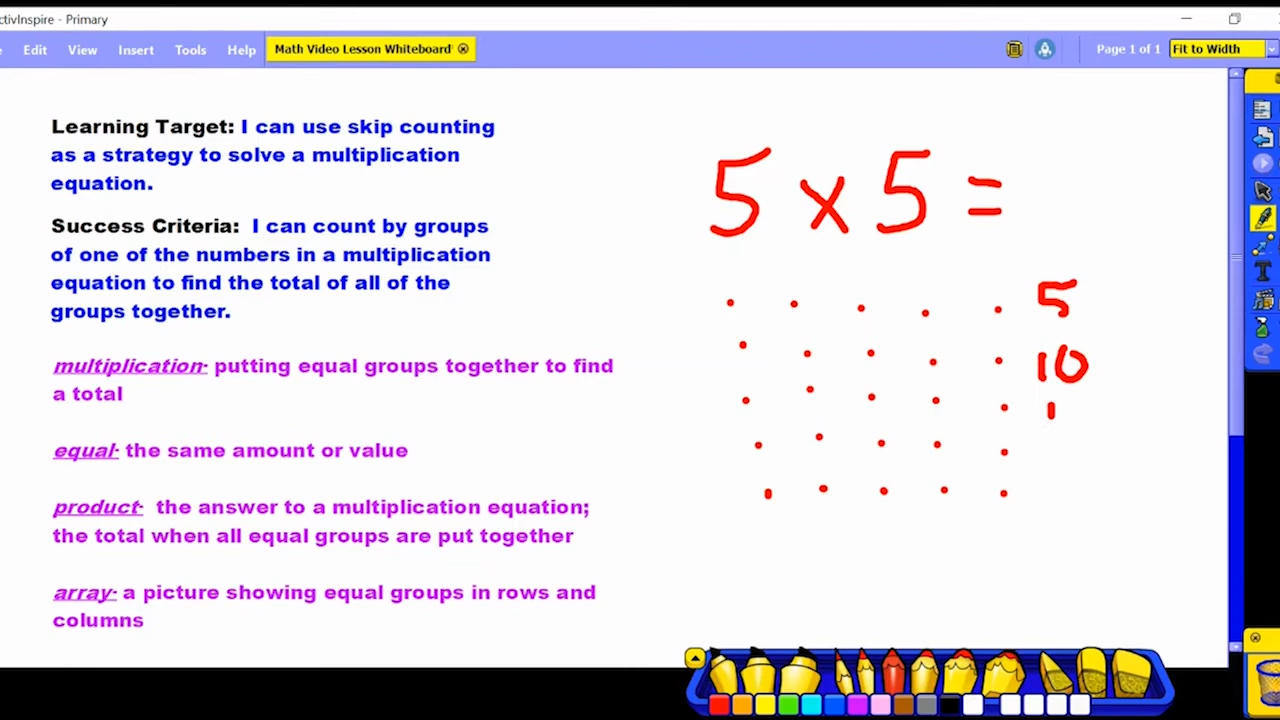 ctivInspire - Primary
Edit View Insert Tools Help Math Video Lesson Whiteboard* Page 1 of 1 Fit to Width
Learning Target: I can use skip counting
as a strategy to solve a multiplication
equation.
Success Criteria: I can count by groups
of one of the numbers in a multiplication
equation to find the total of all of the
groups together.
multiplication- putting equal groups together to find
a total
equal- the same amount or value
product- the answer to a multiplication equation;
the total when all equal groups are put together
array- a picture showing equal groups in rows and
columns
5 x 5 =
5
10
1